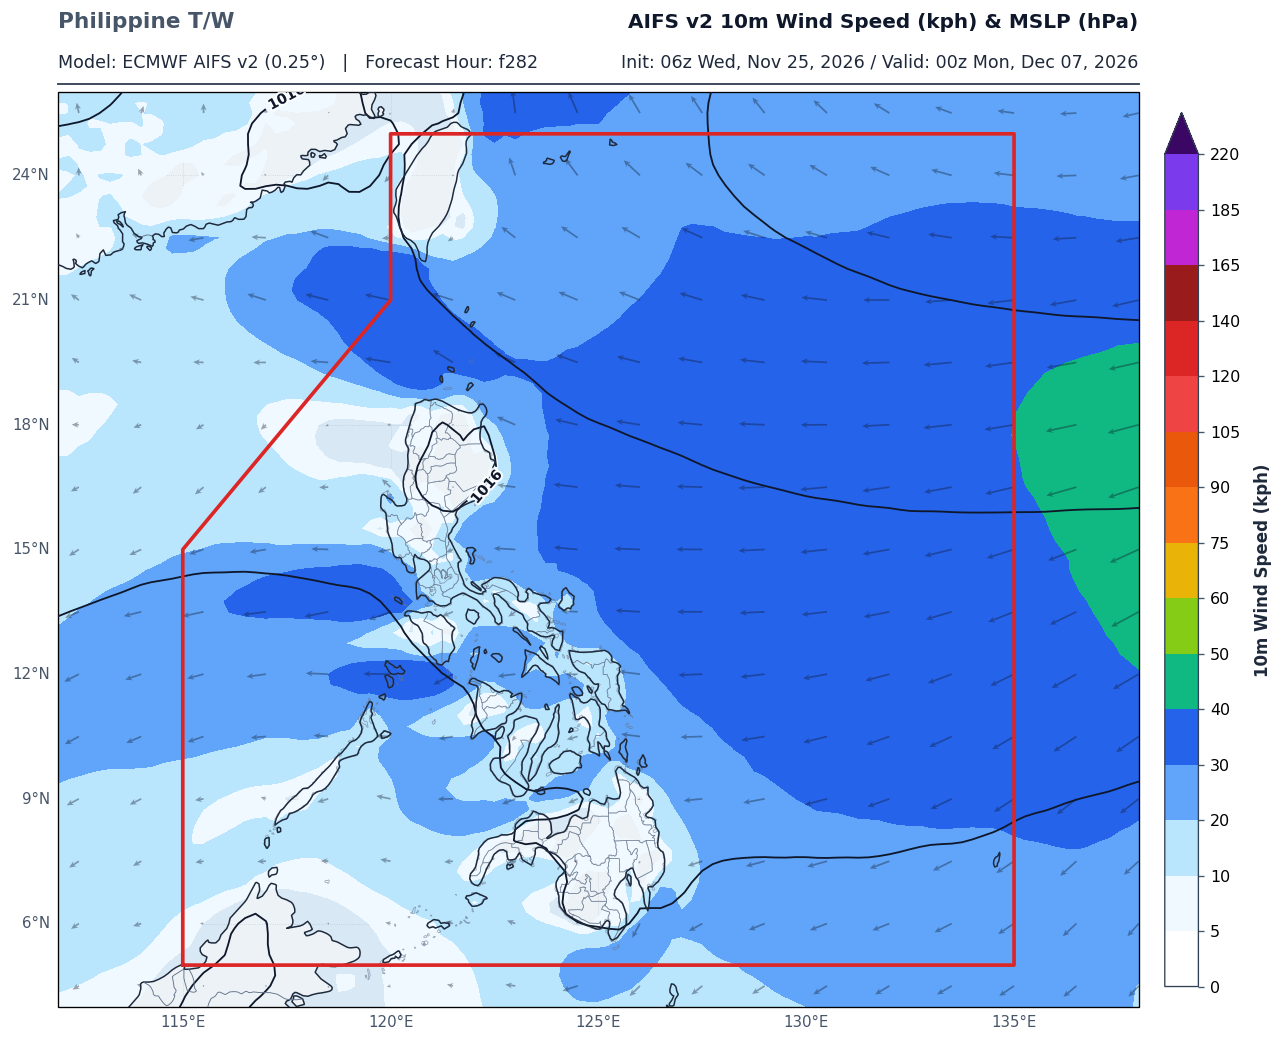 Philippine T/W
AIFS v2 10m Wind Speed (kph) & MSLP (hPa)
Model: ECMWF AIFS v2 (0.25°) | Forecast Hour: f282
Init: 06z Wed, Nov 25, 2026 / Valid: 00z Mon, Dec 07, 2026
1016
1016
24°N
21°N
18°N
15°N
12°N
9°N
6°N
115°E
120°E
125°E
130°E
135°E
220
185
165
140
120
105
90
75
60
50
40
30
20
10
5
0
10m Wind Speed (kph)